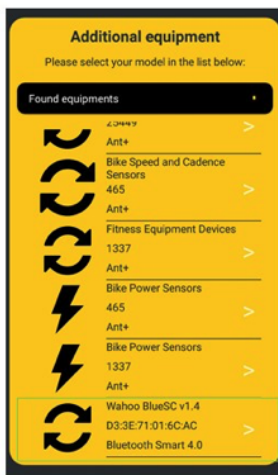 Additional equipment
Please select your model in the list below:
Found equipments
23449
Ant+
Bike Speed and Cadence
Sensors
465
Ant+
Fitness Equipment Devices
1337
Ant+
Bike Power Sensors
465
Ant+
Bike Power Sensors
1337
Ant+
Wahoo BlueSC v1.4
D3:3E:71:01:6C:AC
Bluetooth Smart 4.0